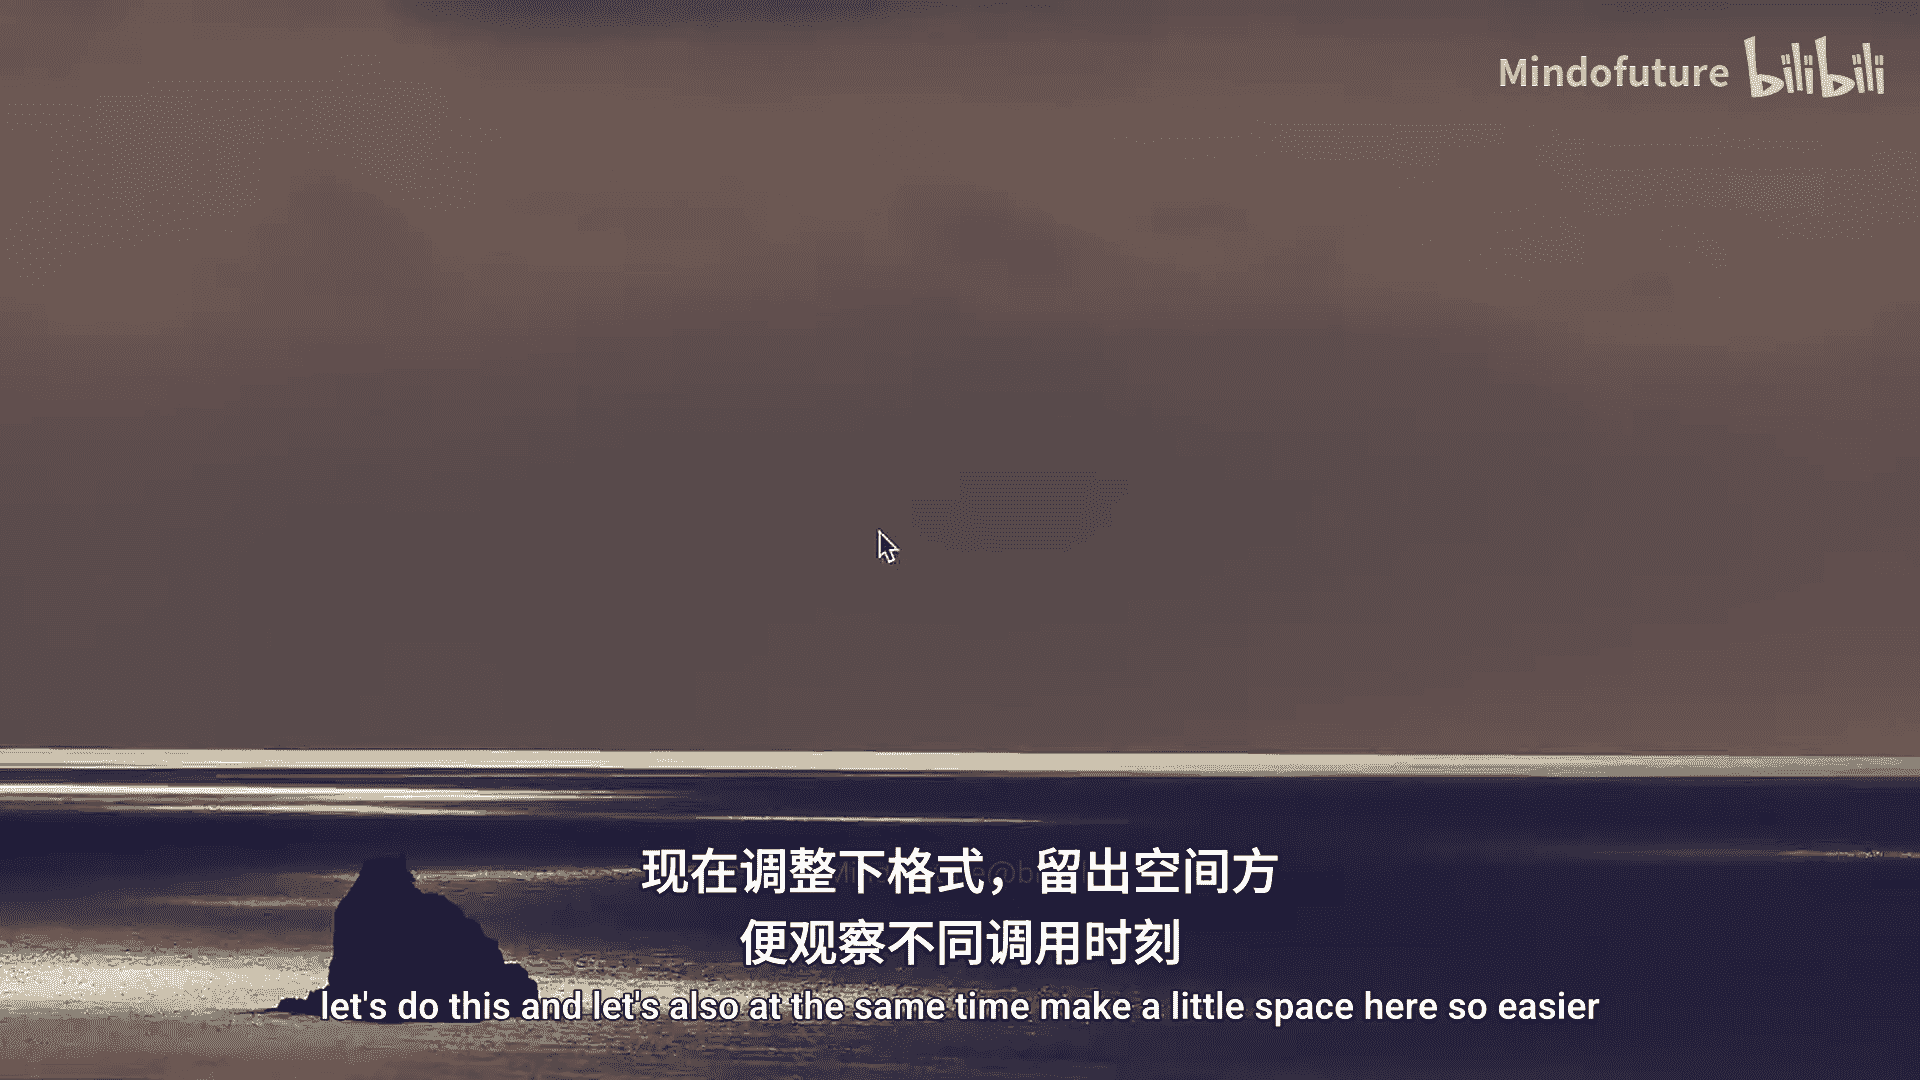 Mindofuture bilibili
现在调整下格式，留出空间方
便观察不同调用时刻
let's do this and let's also at the same time make a little space here so easier